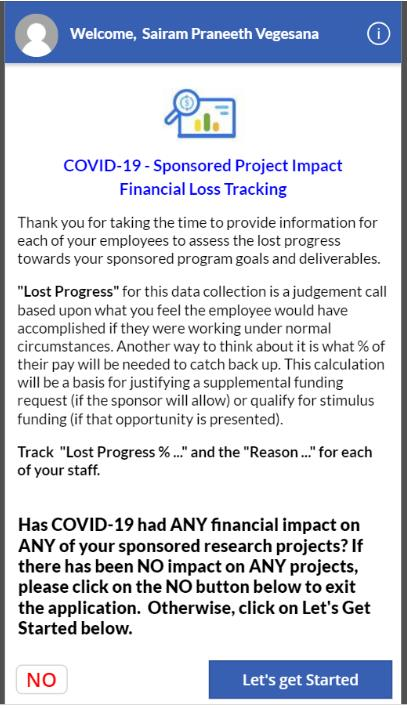 Welcome, Sairam Praneeth Vegesana
i
COVID-19 - Sponsored Project Impact
Financial Loss Tracking
Thank you for taking the time to provide information for
each of your employees to assess the lost progress
towards your sponsored program goals and deliverables.
"Lost Progress" for this data collection is a judgement call
based upon what you feel the employee would have
accomplished if they were working under normal
circumstances. Another way to think about it is what % of
their pay will be needed to catch back up. This calculation
will be a basis for justifying a supplemental funding
request (if the sponsor will allow) or qualify for stimulus
funding (if that opportunity is presented).
Track "Lost Progress % ..." and the "Reason ..." for each
of your staff.
Has COVID-19 had ANY financial impact on
ANY of your sponsored research projects? If
there has been NO impact on ANY projects,
please click on the NO button below to exit
the application. Otherwise, click on Let's Get
Started below.
NO
Let's get Started